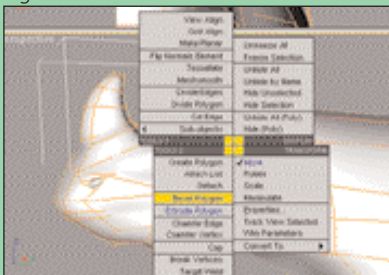 Perspective
View Align
Grid Align
Make Planar
Flip Normals Element
Tessellate
Meshsmooth
Divide Edges
Divide Polygon
Cut Edge
Sub-objects
Unfreeze All
Freeze Selection
Unhide All
Unhide by Name
Hide Unselected
Hide Selection
Unhide All (Poly)
Hide (Poly)
Create Polygon
Attach List
Detach
Bevel Polygon
Extrude Polygon
Chamfer Edge
Chamfer Vertex
Cap
Break Vertices
Target Weld
Move
Rotate
Scale
Manipulate
Properties...
Track View Selected
Wire Parameters
Convert To: